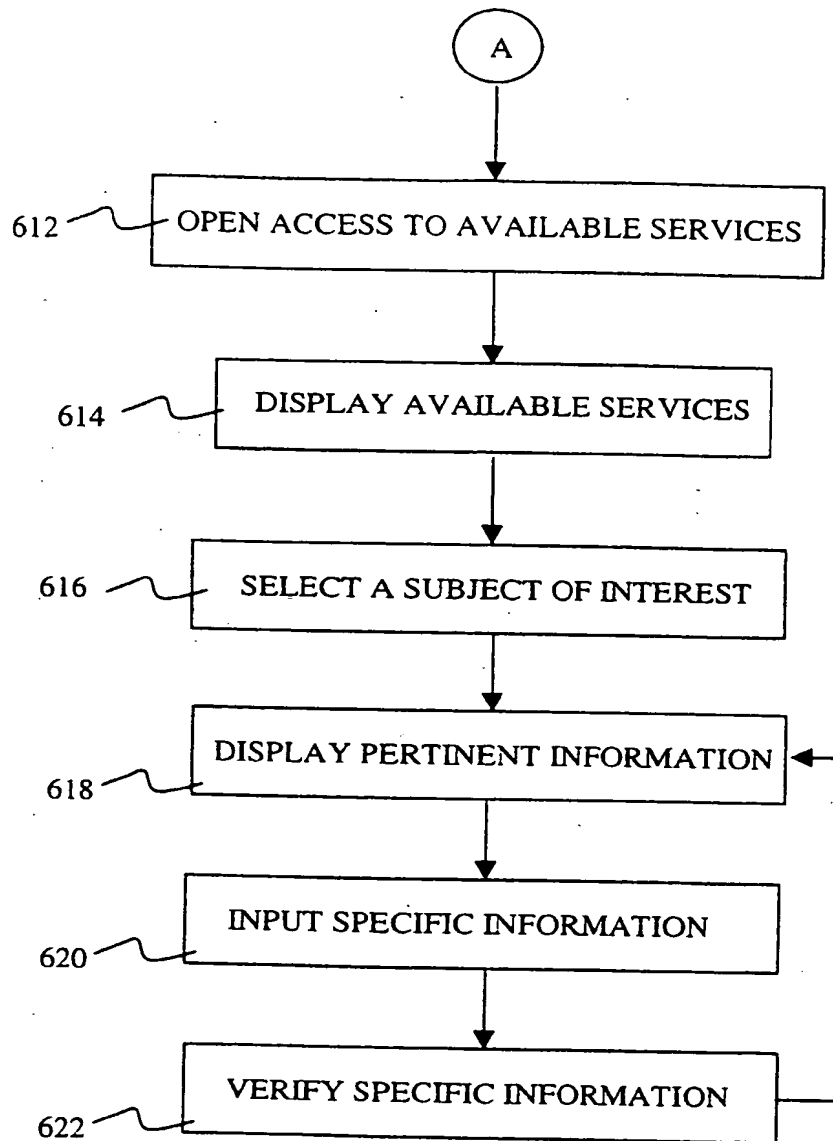 A
612 OPEN ACCESS TO AVAILABLE SERVICES
614 DISPLAY AVAILABLE SERVICES
616 SELECT A SUBJECT OF INTEREST
DISPLAY PERTINENT INFORMATION
618
INPUT SPECIFIC INFORMATION
620
VERIFY SPECIFIC INFORMATION
622